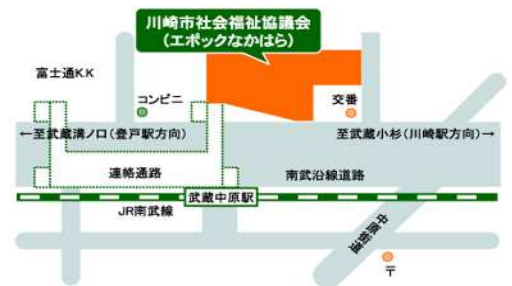 川崎市社会福祉協議会
(エポックなかはら)
富士通K.K
コンビニ
交番
←至武蔵溝ノ口(登戸駅方向)
至武蔵小杉(川崎駅方向)→
連絡通路
南武沿線道路
武蔵中原駅
JR南武線
中原街道
〒